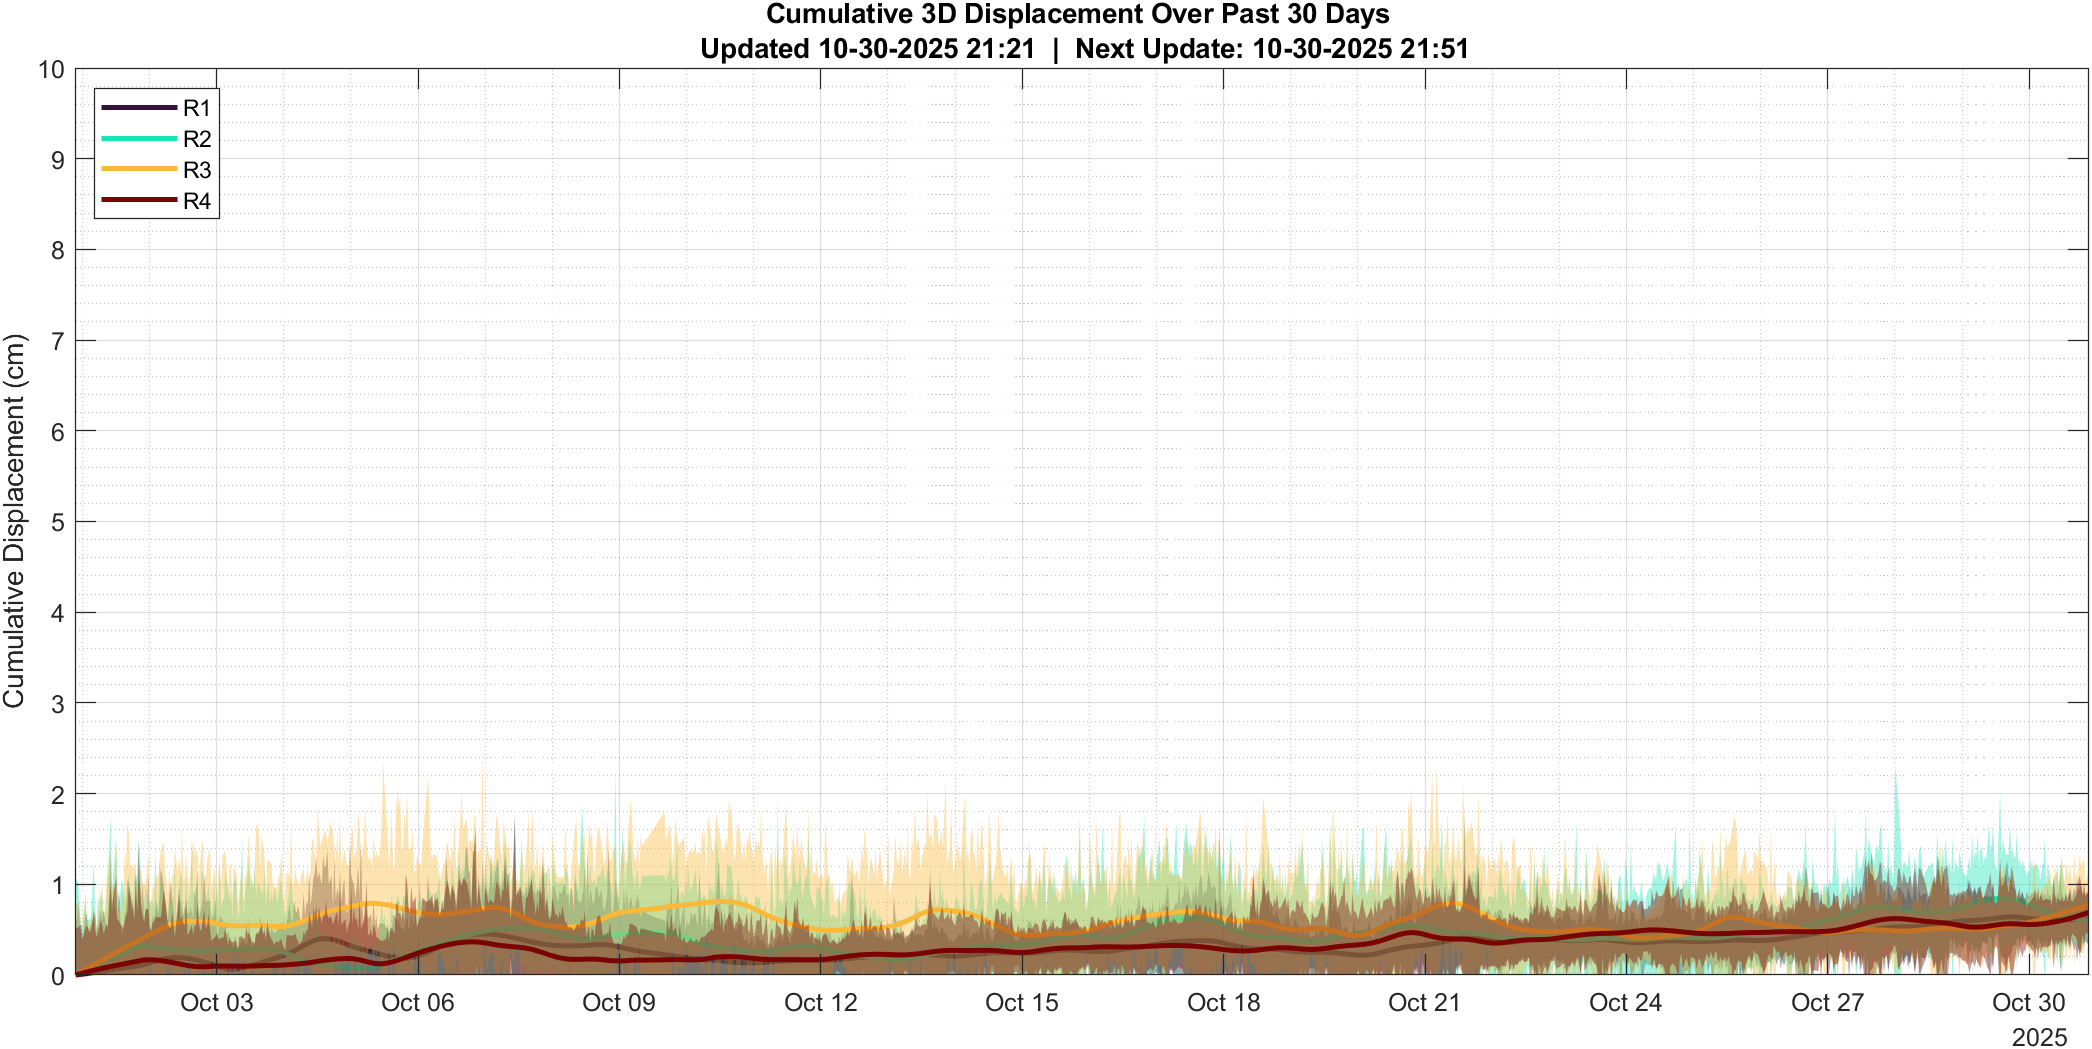 Cumulative 3D Displacement Over Past 30 Days
Updated 10-30-2025 21:21 | Next Update: 10-30-2025 21:51
Cumulative Displacement (cm)
10
9
8
7
6
5
4
3
2
1
0
R1
R2
R3
R4
Oct 03 Oct 06 Oct 09 Oct 12 Oct 15 Oct 18 Oct 21 Oct 24 Oct 27 Oct 30
2025